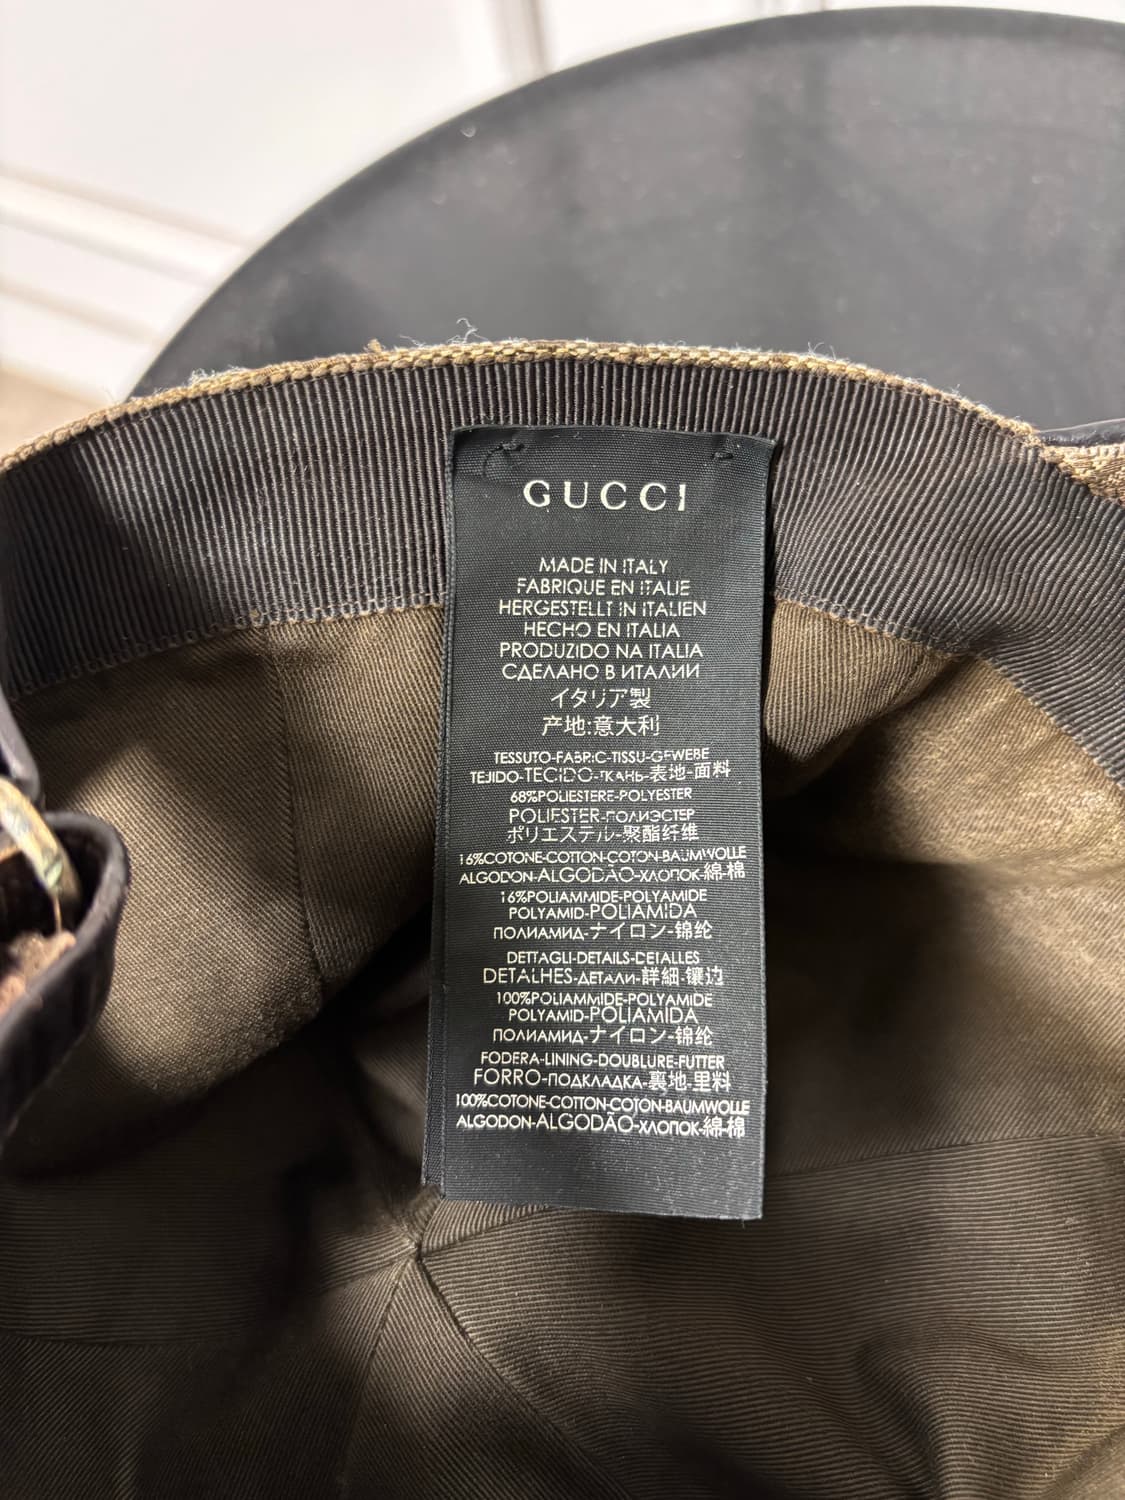 GUCCI
MADE IN ITALY
FABRIQUE EN ITALIE
HERGESTELLT IN ITALIEN
HECHO EN ITALIA
PRODUZIDO NA ITALIA
СДЕЛАНО В ИТАЛИИ
イタリア製
产地:意大利
TESSUTO-FABRIC-TISSU-GEWEBE
TEJIDO-TECIDO-ТКАНЬ-表地-面料
68%POLIESTERE-POLYESTER
POLIESTER-ПОЛИЭСТЕР
ポリエステル-聚酯纤维
16%COTONE-COTTON-COTON-BAUMWOLLE
ALGODON-ALGODÃO-ХЛОПОК-綿-棉
16%POLIAMMIDE-POLYAMIDE
POLYAMID-POLIAMIDA
ПОЛИАМИД-ナイロン-锦纶
DETTAGLI-DETAILS-DETALLES
DETALHES-ДЕТАЛИ-詳細-镶边
100%POLIAMMIDE-POLYAMIDE
POLYAMID-POLIAMIDA
ПОЛИАМИД-ナイロン-锦纶
FODERA-LINING-DOUBLURE-FUTTER
FORRO-ПОДКЛАДКА-裏地-里料
100%COTONE-COTTON-COTON-BAUMWOLLE
ALGODON-ALGODÃO-ХЛОПОК-綿-棉